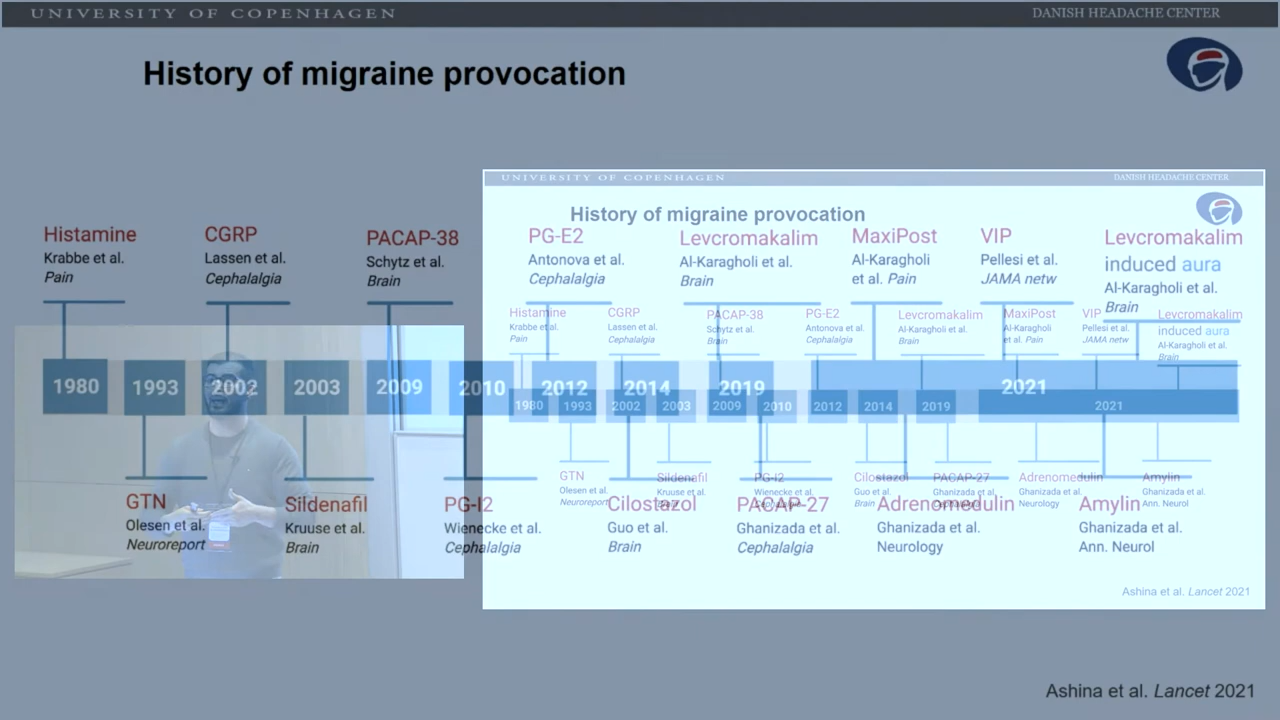 UNIVERSITY OF COPENHAGEN
DANISH HEADACHE CENTER
History of migraine provocation
Histamine
Krabbe et al.
Pain
CGRP
Lassen et al.
Cephalalgia
PACAP-38
Schytz et al.
Brain
PG-E2
Antonova et al.
Cephalalgia
Levcromakalim
Al-Karagholi et al.
Brain
MaxiPost
Al-Karagholi
et al. Pain
VIP
Pellesi et al.
JAMA netw
Levcromakalim
induced aura
Al-Karagholi et al.
Brain
1980
1993
2002
2003
2009
2010
2012
2014
2019
2021
GTN
Olesen et al.
Neuroreport
Sildenafil
Kruuse et al.
Brain
PG-I2
Wienecke et al.
Cephalalgia
Cilostazol
Guo et al.
Brain
PACAP-27
Ghanizada et al.
Cephalalgia
Adrenomedulin
Ghanizada et al.
Neurology
Amylin
Ghanizada et al.
Ann. Neurol
Ashina et al. Lancet 2021
UNIVERSITY OF COPENHAGEN
DANISH HEADACHE CENTER
History of migraine provocation
Histamine
Krabbe et al.
Pain
CGRP
Lassen et al.
Cephalalgia
PACAP-38
Schytz et al.
Brain
PG-E2
Antonova et al.
Cephalalgia
Levcromakalim
Al-Karagholi et al.
Brain
MaxiPost
Al-Karagholi
et al. Pain
VIP
Pellesi et al.
JAMA netw
Levcromakalim
induced aura
Al-Karagholi et al.
Brain
1980
1993
2002
2003
2009
2010
2012
2014
2019
2021
GTN
Olesen et al.
Neuroreport
Sildenafil
Kruuse et al.
PG-I2
Wienecke et al.
Cilostazol
Guo et al.
Brain
PACAP-27
Ghanizada et al.
Adrenomedulin
Ghanizada et al.
Neurology
Amylin
Ghanizada et al.
Ann. Neurol
Ashina et al. Lancet 2021